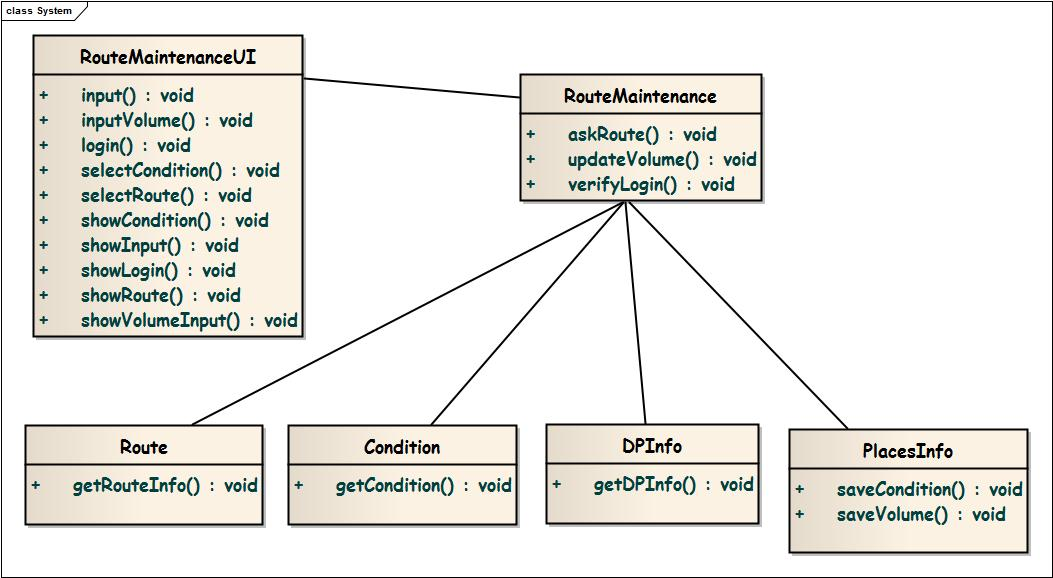 class System
RouteMaintenanceUI
+ input() : void
+ inputVolume() : void
+ login() : void
+ selectCondition() : void
+ selectRoute() : void
+ showCondition() : void
+ showInput() : void
+ showLogin() : void
+ showRoute() : void
+ showVolumeInput() : void
RouteMaintenance
+ askRoute() : void
+ updateVolume() : void
+ verifyLogin() : void
Route
+ getRouteInfo() : void
Condition
+ getCondition() : void
DPInfo
+ getDPInfo() : void
PlacesInfo
+ saveCondition() : void
+ saveVolume() : void